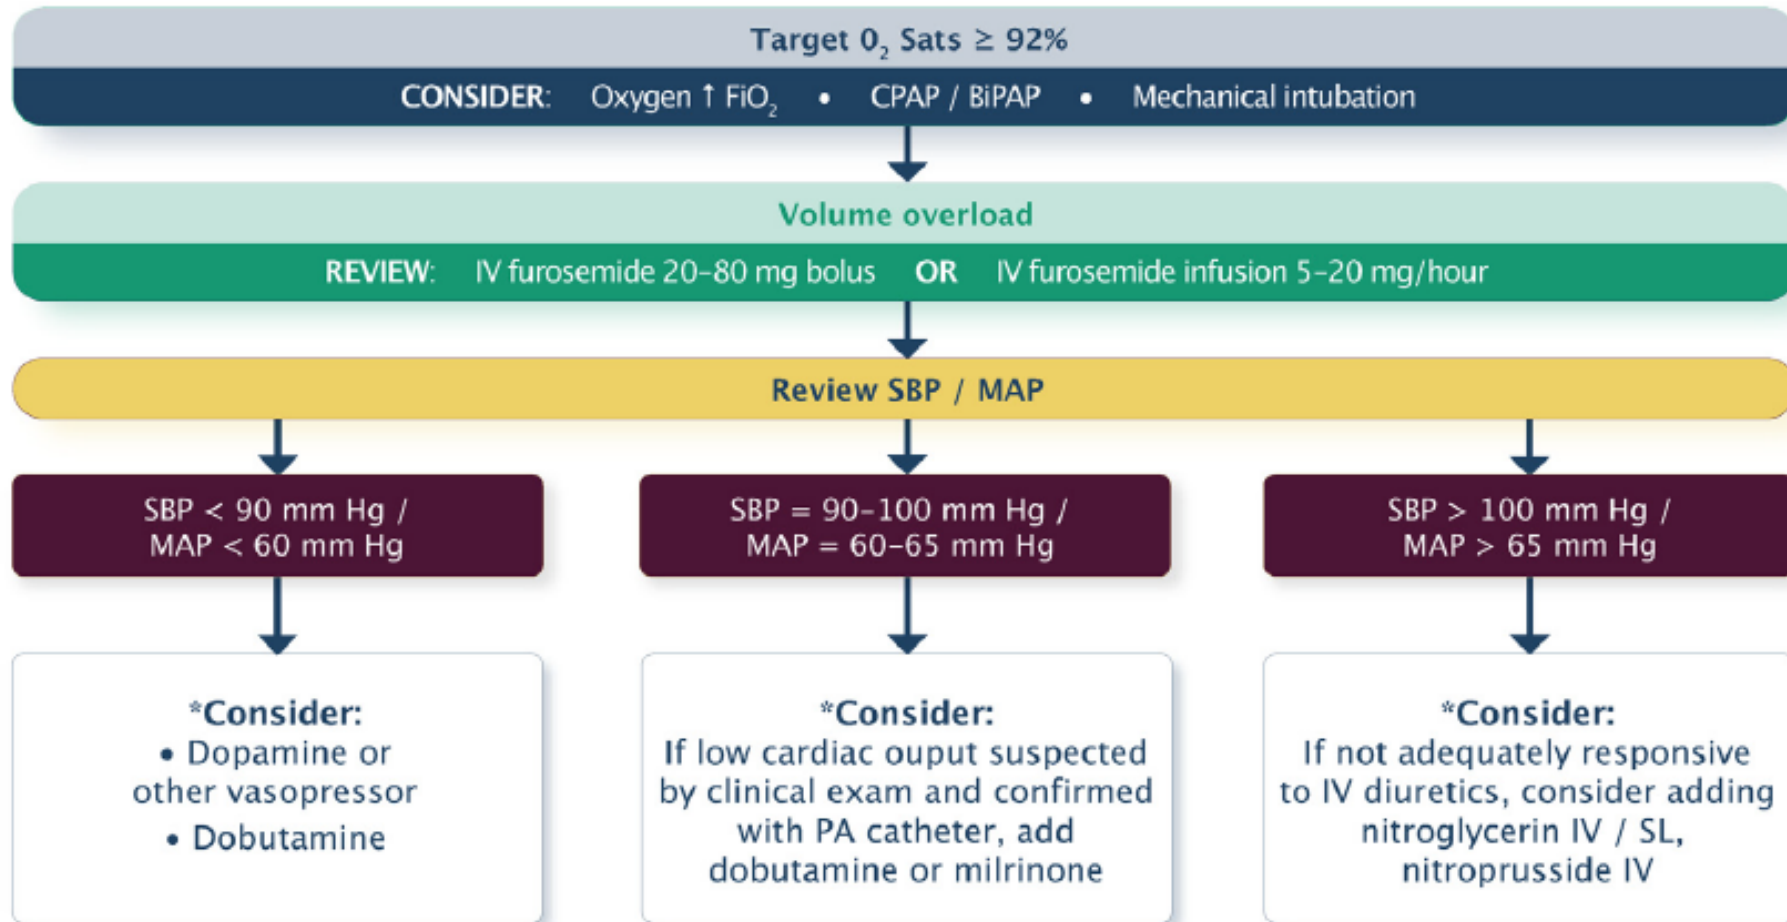 Target 0₂ Sats ≥ 92%
CONSIDER: Oxygen ↑ FiO₂ • CPAP / BiPAP • Mechanical intubation
Volume overload
REVIEW: IV furosemide 20–80 mg bolus OR IV furosemide infusion 5–20 mg/hour
Review SBP / MAP
SBP < 90 mm Hg /
MAP < 60 mm Hg
SBP = 90–100 mm Hg /
MAP = 60–65 mm Hg
SBP > 100 mm Hg /
MAP > 65 mm Hg
*Consider:
• Dopamine or
other vasopressor
• Dobutamine
*Consider:
If low cardiac ouput suspected
by clinical exam and confirmed
with PA catheter, add
dobutamine or milrinone
*Consider:
If not adequately responsive
to IV diuretics, consider adding
nitroglycerin IV / SL,
nitroprusside IV